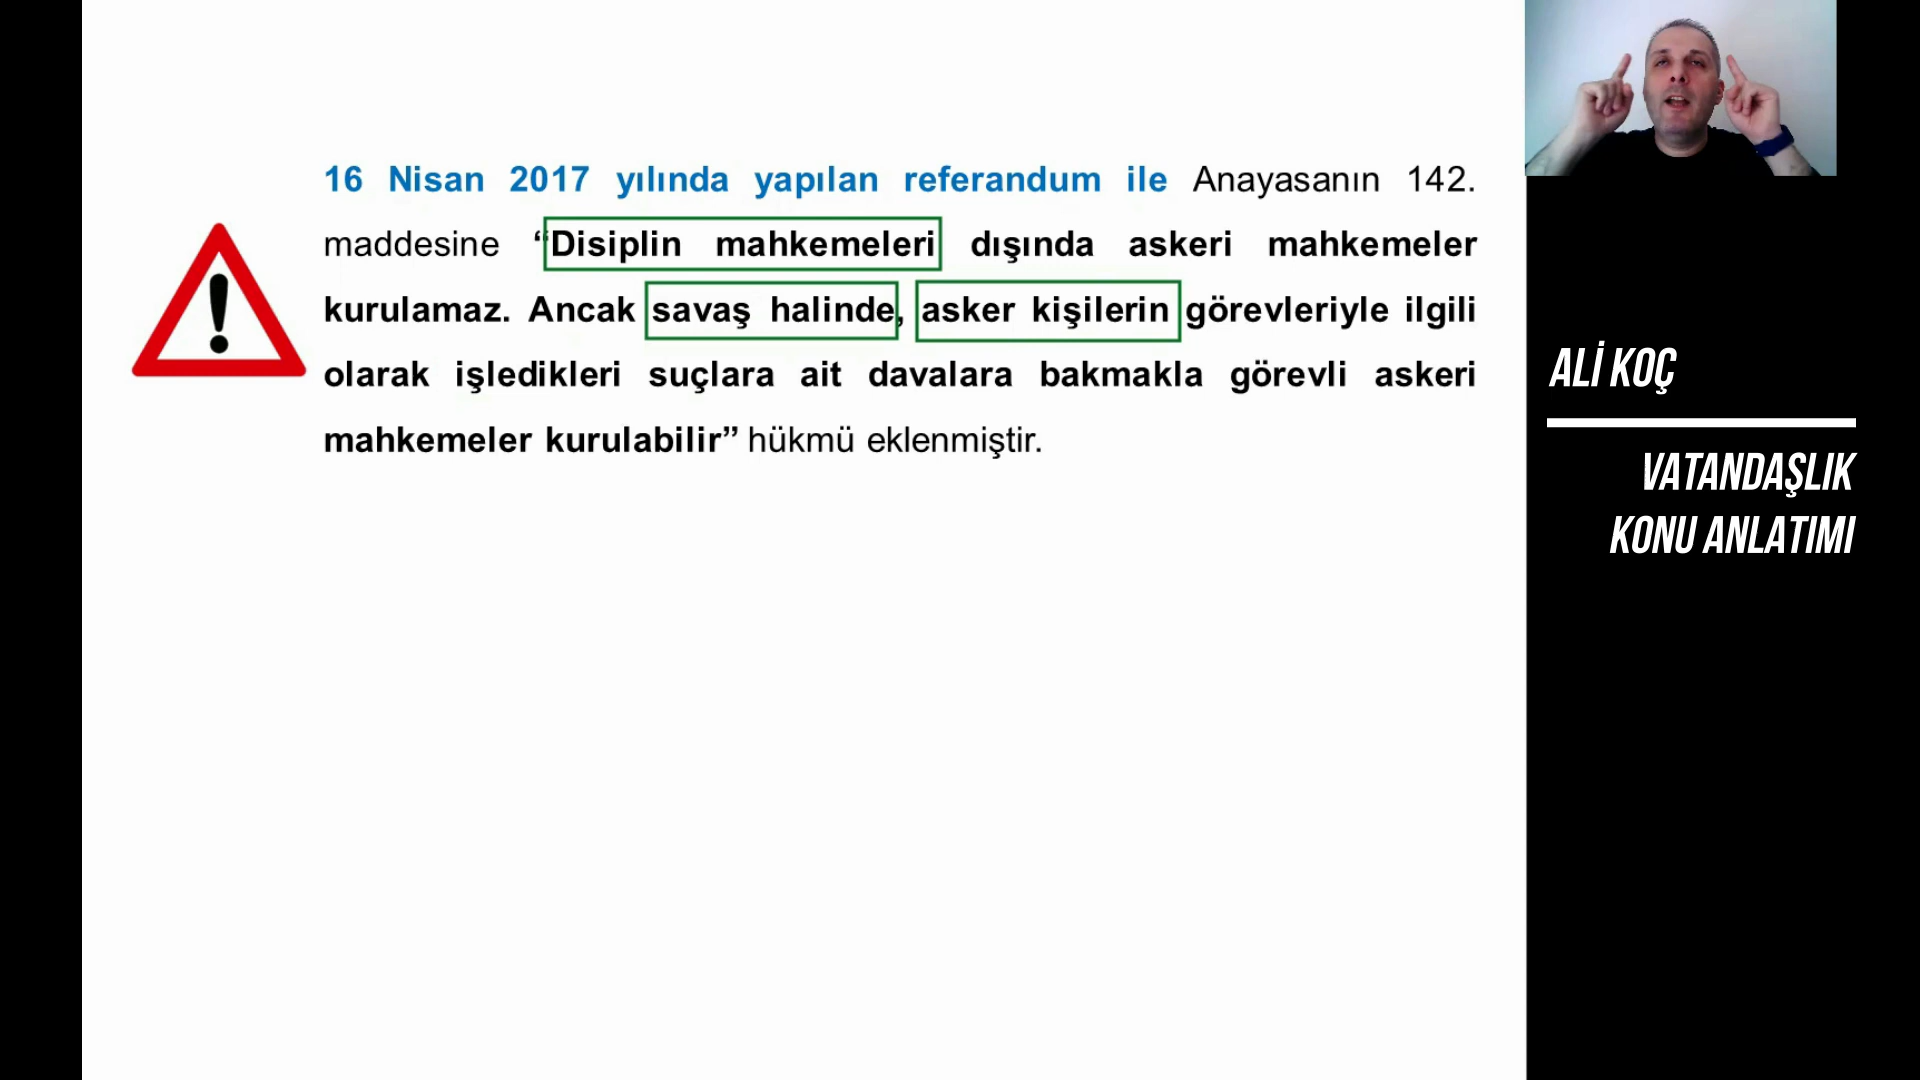 16 Nisan 2017 yılında yapılan referandum ile Anayasanın 142.
maddesine “Disiplin mahkemeleri dışında askeri mahkemeler
kurulamaz. Ancak savaş halinde, asker kişilerin görevleriyle ilgili
olarak işledikleri suçlara ait davalara bakmakla görevli askeri
mahkemeler kurulabilir” hükmü eklenmiştir.
ALİ KOÇ
VATANDAŞLIK
KONU ANLATIMI